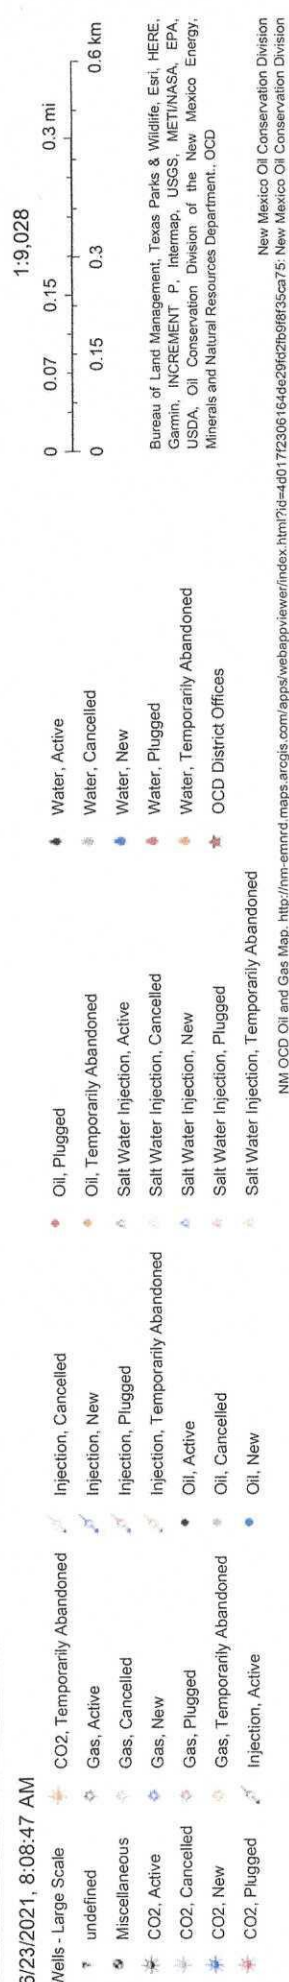 6/23/2021, 8:08:47 AM
Wells - Large Scale
undefined
Miscellaneous
CO2, Active
CO2, Cancelled
CO2, New
CO2, Plugged
CO2, Temporarily Abandoned
Gas, Active
Gas, Cancelled
Gas, New
Gas, Plugged
Gas, Temporarily Abandoned
Injection, Active
Injection, Cancelled
Injection, New
Injection, Plugged
Injection, Temporarily Abandoned
Oil, Active
Oil, Cancelled
Oil, New
Oil, Plugged
Oil, Temporarily Abandoned
Salt Water Injection, Active
Salt Water Injection, Cancelled
Salt Water Injection, New
Salt Water Injection, Plugged
Salt Water Injection, Temporarily Abandoned
Water, Active
Water, Cancelled
Water, New
Water, Plugged
Water, Temporarily Abandoned
OCD District Offices
1:9,028
0 0.07 0.15 0.3 mi
0 0.15 0.3 0.6 km
Bureau of Land Management, Texas Parks & Wildlife, Esri, HERE,
Garmin, INCREMENT P, Intermap, USGS, METI/NASA, EPA,
USDA, Oil Conservation Division of the New Mexico Energy,
Minerals and Natural Resources Department., OCD
New Mexico Oil Conservation Division
NM OCD Oil and Gas Map. http://nm-emnrd.maps.arcgis.com/apps/webappviewer/index.html?id=4d017f2306164de29fd2fb9f8f35ca75: New Mexico Oil Conservation Division